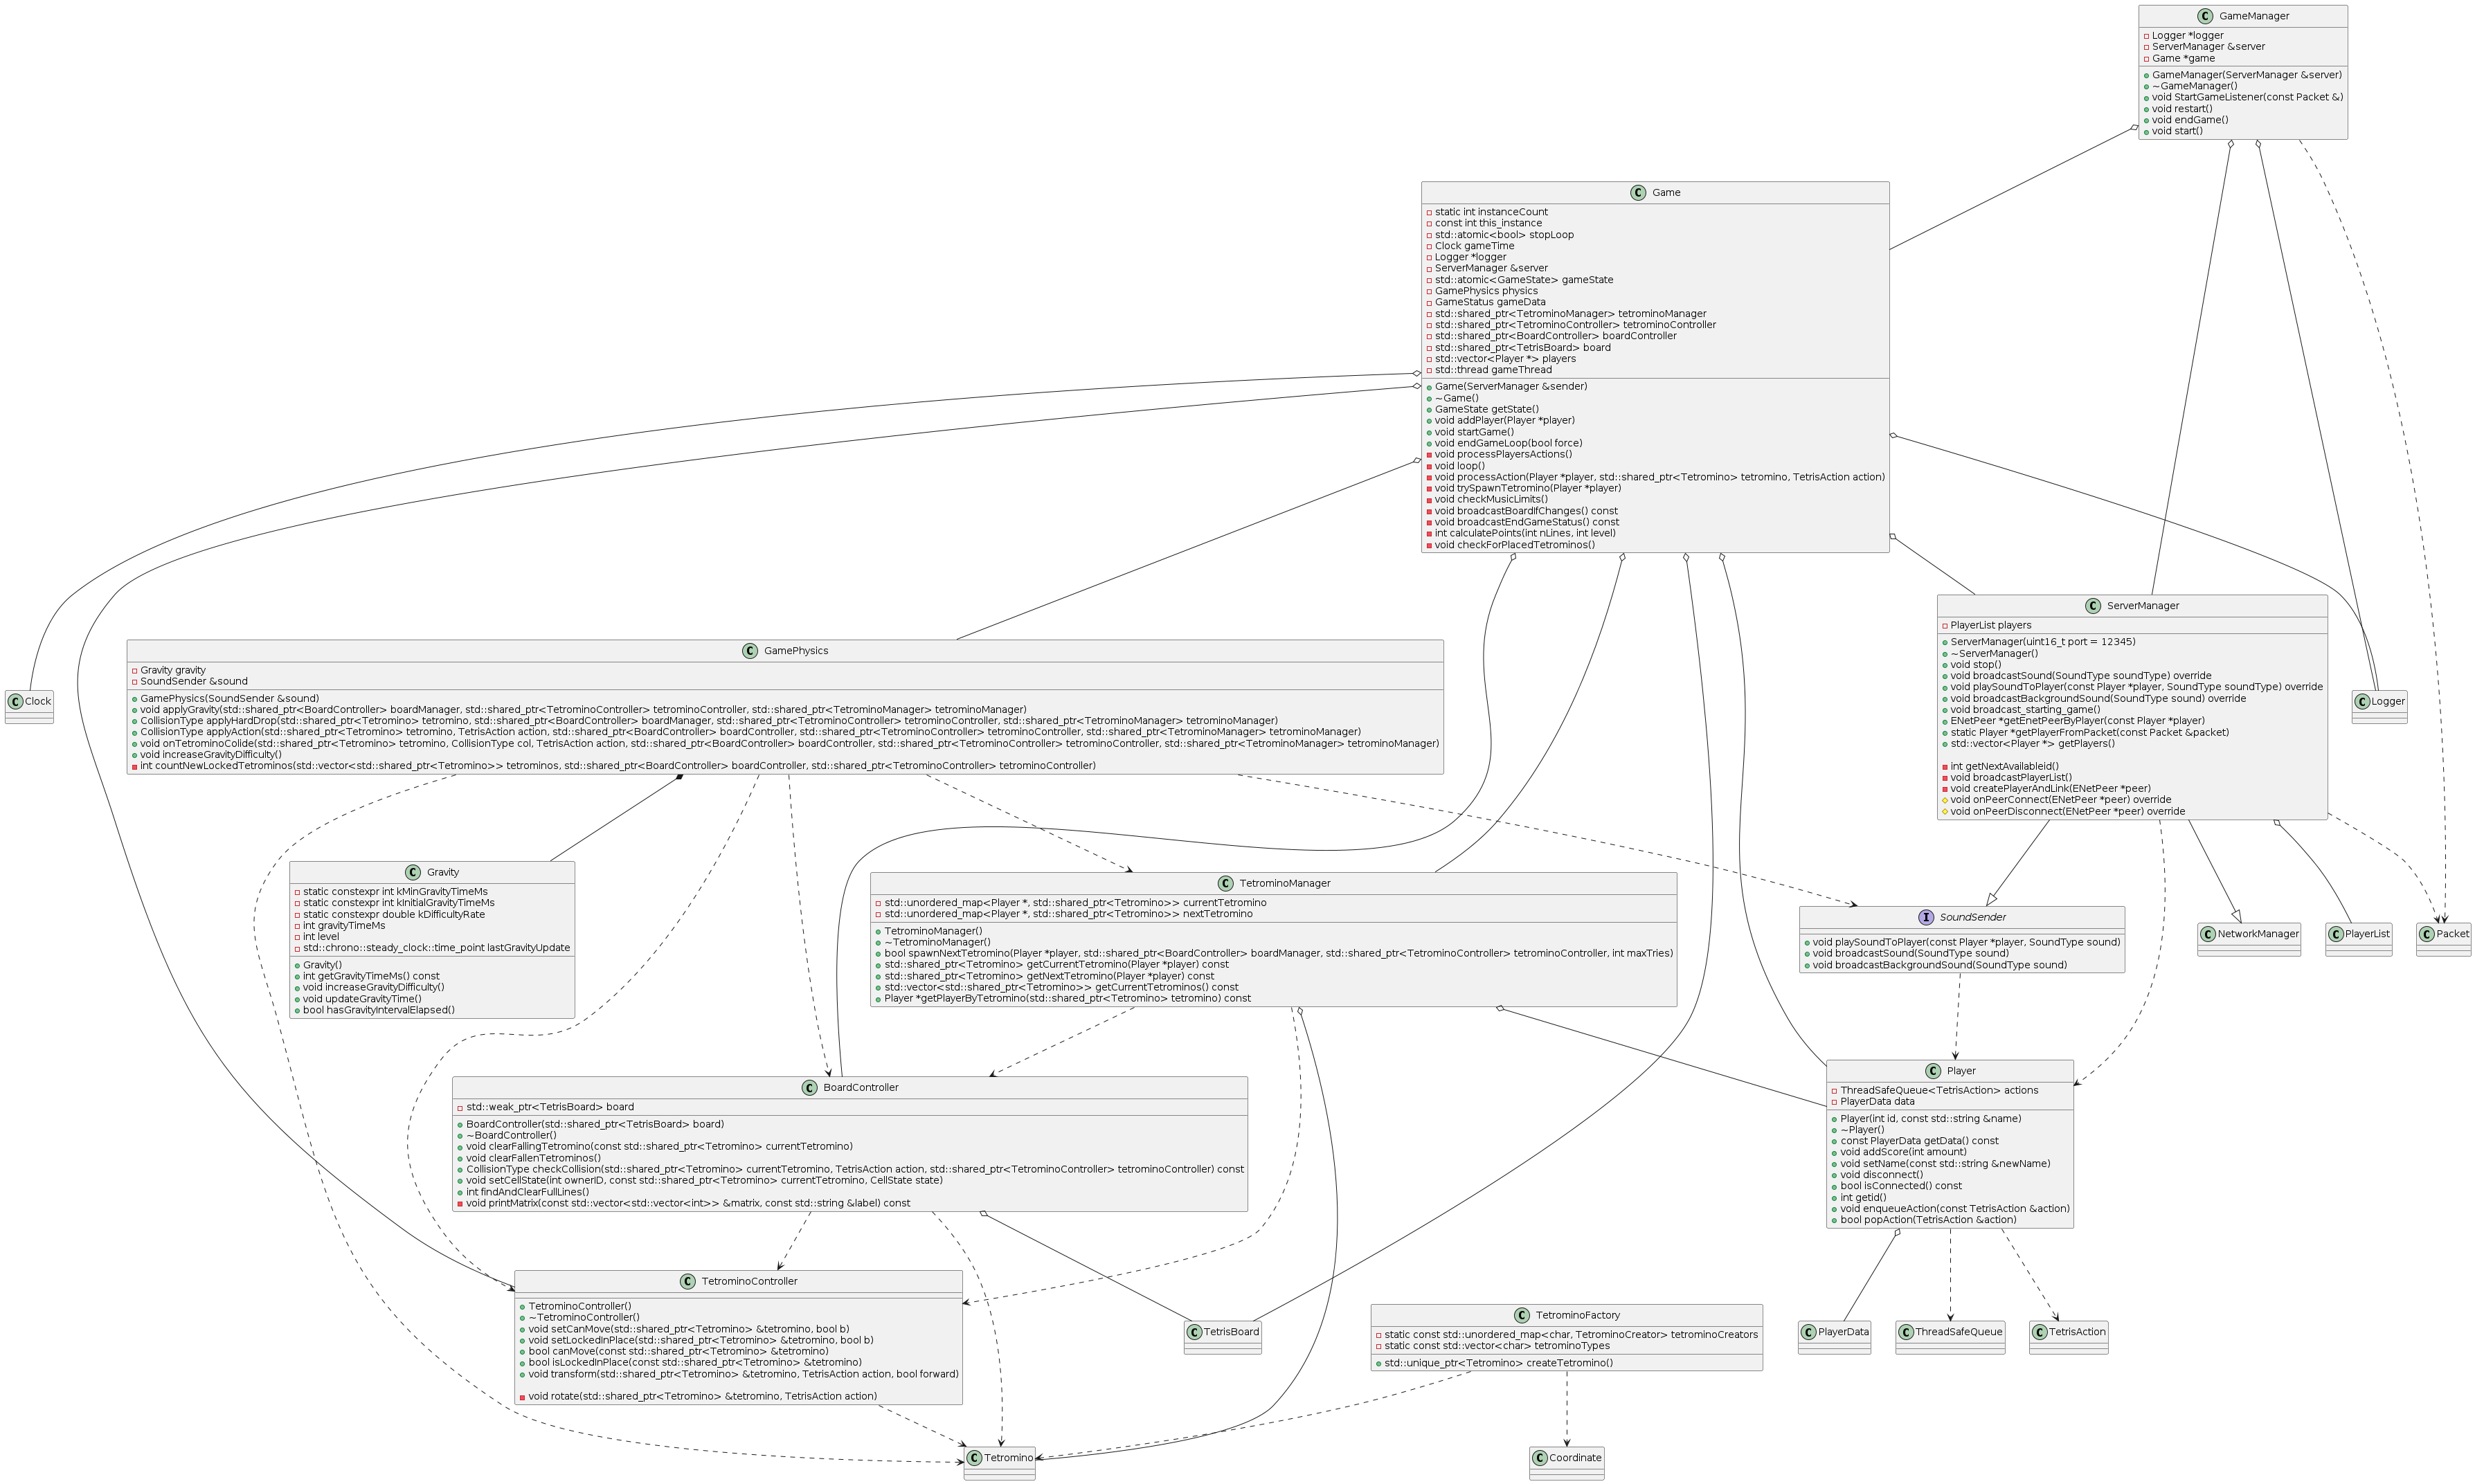 GameManager
Logger *logger
ServerManager &server
Game *game
GameManager(ServerManager &server)
~GameManager()
void StartGameListener(const Packet &)
void restart()
void endGame()
void start()
Game
static int instanceCount
const int this_instance
std::atomic<bool> stopLoop
Clock gameTime
Logger *logger
ServerManager &server
std::atomic<GameState> gameState
GamePhysics physics
GameStatus gameData
std::shared_ptr<TetrominoManager> tetrominoManager
std::shared_ptr<TetrominoController> tetrominoController
std::shared_ptr<BoardController> boardController
std::shared_ptr<TetrisBoard> board
std::vector<Player *> players
std::thread gameThread
Game(ServerManager &sender)
~Game()
GameState getState()
void addPlayer(Player *player)
void startGame()
void endGameLoop(bool force)
void processPlayersActions()
void loop()
void processAction(Player *player, std::shared_ptr<Tetromino> tetromino, TetrisAction action)
void trySpawnTetromino(Player *player)
void checkMusicLimits()
void broadcastBoardIfChanges() const
void broadcastEndGameStatus() const
int calculatePoints(int nLines, int level)
void checkForPlacedTetrominos()
ServerManager
PlayerList players
ServerManager(uint16_t port = 12345)
~ServerManager()
void stop()
void broadcastSound(SoundType soundType) override
void playSoundToPlayer(const Player *player, SoundType soundType) override
void broadcastBackgroundSound(SoundType sound) override
void broadcast_starting_game()
ENetPeer *getEnetPeerByPlayer(const Player *player)
static Player *getPlayerFromPacket(const Packet &packet)
std::vector<Player *> getPlayers()
int getNextAvailableid()
void broadcastPlayerList()
void createPlayerAndLink(ENetPeer *peer)
void onPeerConnect(ENetPeer *peer) override
void onPeerDisconnect(ENetPeer *peer) override
GamePhysics
Gravity gravity
SoundSender &sound
GamePhysics(SoundSender &sound)
void applyGravity(std::shared_ptr<BoardController> boardManager, std::shared_ptr<TetrominoController> tetrominoController, std::shared_ptr<TetrominoManager> tetrominoManager)
CollisionType applyHardDrop(std::shared_ptr<Tetromino> tetromino, std::shared_ptr<BoardController> boardManager, std::shared_ptr<TetrominoController> tetrominoController, std::shared_ptr<TetrominoManager> tetrominoManager)
CollisionType applyAction(std::shared_ptr<Tetromino> tetromino, TetrisAction action, std::shared_ptr<BoardController> boardController, std::shared_ptr<TetrominoController> tetrominoController, std::shared_ptr<TetrominoManager> tetrominoManager)
void onTetrominoCollide(std::shared_ptr<Tetromino> tetromino, CollisionType col, TetrisAction action, std::shared_ptr<BoardController> boardController, std::shared_ptr<TetrominoController> tetrominoController, std::shared_ptr<TetrominoManager> tetrominoManager)
void increaseGravityDifficulty()
int countNewLockedTetrominos(std::vector<std::shared_ptr<Tetromino>> tetrominos, std::shared_ptr<BoardController> boardController, std::shared_ptr<TetrominoController> tetrominoController)
Clock
Logger
Gravity
static constexpr int kMinGravityTimeMs
static constexpr int kInitialGravityTimeMs
static constexpr double kDifficultyRate
int gravityTimeMs
int level
std::chrono::steady_clock::time_point lastGravityUpdate
Gravity()
int getGravityTimeMs() const
void increaseGravityDifficulty()
void updateGravityTime()
bool hasGravityIntervalElapsed()
TetrominoManager
std::unordered_map<Player *, std::shared_ptr<Tetromino>> currentTetromino
std::unordered_map<Player *, std::shared_ptr<Tetromino>> nextTetromino
TetrominoManager()
~TetrominoManager()
bool spawnNextTetromino(Player *player, std::shared_ptr<BoardController> boardManager, std::shared_ptr<TetrominoController> tetrominoController, int maxTries)
std::shared_ptr<Tetromino> getCurrentTetromino(Player *player) const
std::shared_ptr<Tetromino> getNextTetromino(Player *player) const
std::vector<std::shared_ptr<Tetromino>> getCurrentTetrominos() const
Player *getPlayerByTetromino(std::shared_ptr<Tetromino> tetromino) const
SoundSender
void playSoundToPlayer(const Player *player, SoundType sound)
void broadcastSound(SoundType sound)
void broadcastBackgroundSound(SoundType sound)
NetworkManager
PlayerList
Packet
BoardController
std::weak_ptr<TetrisBoard> board
BoardController(std::shared_ptr<TetrisBoard> board)
~BoardController()
void clearFallingTetromino(const std::shared_ptr<Tetromino> currentTetromino)
void clearFallenTetrominos()
CollisionType checkCollision(std::shared_ptr<Tetromino> currentTetromino, TetrisAction action, std::shared_ptr<TetrominoController> tetrominoController) const
void setCellState(int ownerID, const std::shared_ptr<Tetromino> currentTetromino, CellState state)
int findAndClearFullLines()
void printMatrix(const std::vector<std::vector<int>> &matrix, const std::string &label) const
Player
ThreadSafeQueue<TetrisAction> actions
PlayerData data
Player(int id, const std::string &name)
~Player()
const PlayerData getData() const
void addScore(int amount)
void setName(const std::string &newName)
void disconnect()
bool isConnected() const
int getid()
void enqueueAction(const TetrisAction &action)
bool popAction(TetrisAction &action)
TetrominoController
TetrominoController()
~TetrominoController()
void setCanMove(std::shared_ptr<Tetromino> &tetromino, bool b)
void setLockedInPlace(std::shared_ptr<Tetromino> &tetromino, bool b)
bool canMove(const std::shared_ptr<Tetromino> &tetromino)
bool isLockedInPlace(const std::shared_ptr<Tetromino> &tetromino)
void transform(std::shared_ptr<Tetromino> &tetromino, TetrisAction action, bool forward)
void rotate(std::shared_ptr<Tetromino> &tetromino, TetrisAction action)
TetrisBoard
TetrominoFactory
static const std::unordered_map<char, TetrominoCreator> tetrominoCreators
static const std::vector<char> tetrominoTypes
std::unique_ptr<Tetromino> createTetromino()
PlayerData
ThreadSafeQueue
TetrisAction
Tetromino
Coordinate